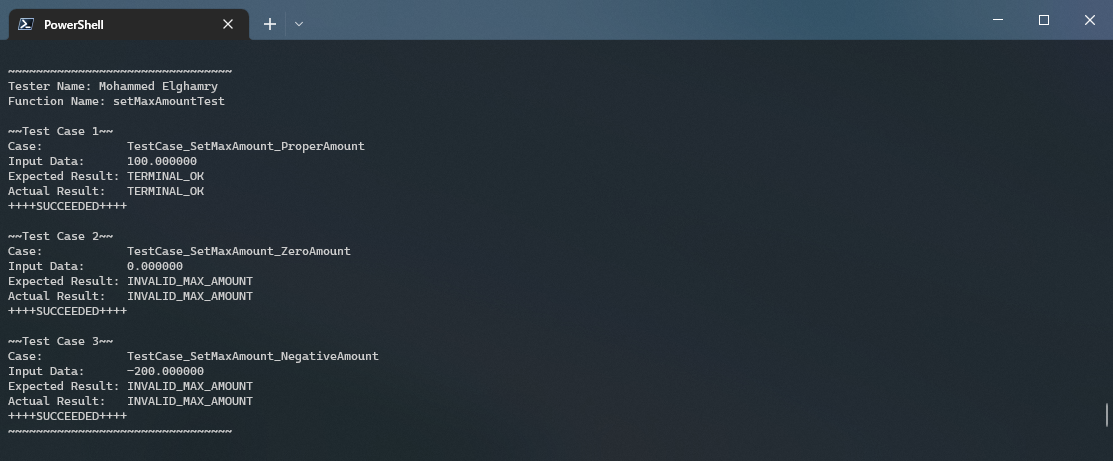 PowerShell
~~~~~~~~~~~~~~~~~~~~~~~~~~~~~~~~
Tester Name: Mohammed Elghamry
Function Name: setMaxAmountTest
~~Test Case 1~~
Case:            TestCase_SetMaxAmount_ProperAmount
Input Data:      100.000000
Expected Result: TERMINAL_OK
Actual Result:   TERMINAL_OK
++++SUCCEEDED++++
~~Test Case 2~~
Case:            TestCase_SetMaxAmount_ZeroAmount
Input Data:      0.000000
Expected Result: INVALID_MAX_AMOUNT
Actual Result:   INVALID_MAX_AMOUNT
++++SUCCEEDED++++
~~Test Case 3~~
Case:            TestCase_SetMaxAmount_NegativeAmount
Input Data:      -200.000000
Expected Result: INVALID_MAX_AMOUNT
Actual Result:   INVALID_MAX_AMOUNT
++++SUCCEEDED++++
~~~~~~~~~~~~~~~~~~~~~~~~~~~~~~~~